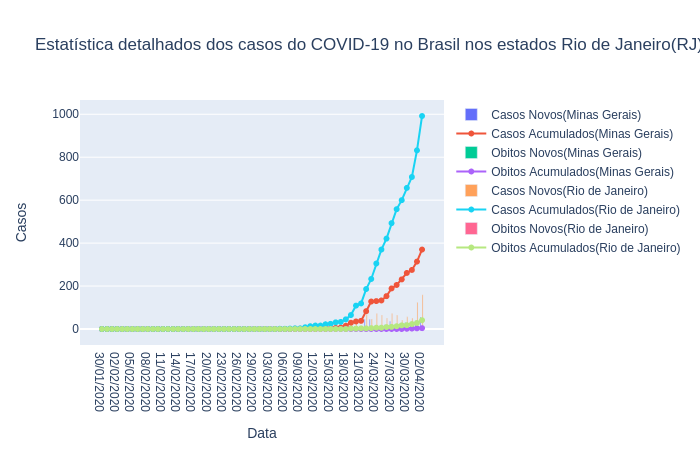 Estatística detalhados dos casos do COVID-19 no Brasil nos estados Rio de Janeiro(RJ)
1000
800
600
400
200
0
Casos
30/01/2020
02/02/2020
05/02/2020
08/02/2020
11/02/2020
14/02/2020
17/02/2020
20/02/2020
23/02/2020
26/02/2020
29/02/2020
03/03/2020
06/03/2020
09/03/2020
12/03/2020
15/03/2020
18/03/2020
21/03/2020
24/03/2020
27/03/2020
30/03/2020
02/04/2020
Data
Casos Novos(Minas Gerais)
Casos Acumulados(Minas Gerais)
Obitos Novos(Minas Gerais)
Obitos Acumulados(Minas Gerais)
Casos Novos(Rio de Janeiro)
Casos Acumulados(Rio de Janeiro)
Obitos Novos(Rio de Janeiro)
Obitos Acumulados(Rio de Janeiro)